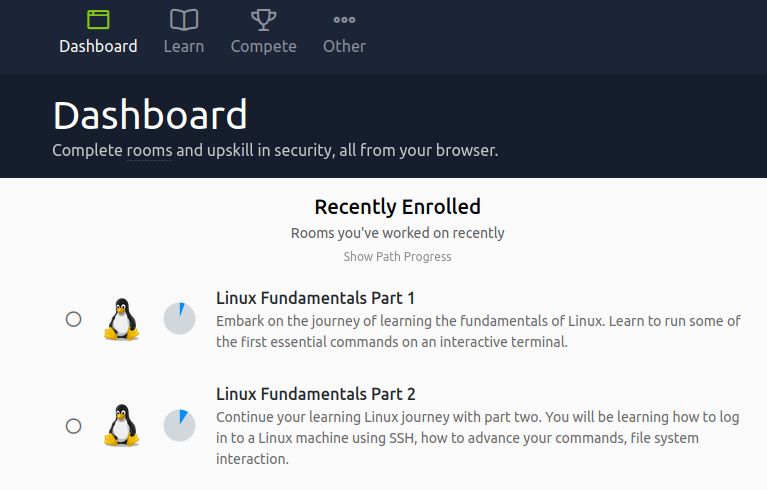 Dashboard
Learn
Compete
Other
Dashboard
Complete rooms and upskill in security, all from your browser.
Recently Enrolled
Rooms you've worked on recently
Show Path Progress
Linux Fundamentals Part 1
Embark on the journey of learning the fundamentals of Linux. Learn to run some of
the first essential commands on an interactive terminal.
Linux Fundamentals Part 2
Continue your learning Linux journey with part two. You will be learning how to log
in to a Linux machine using SSH, how to advance your commands, file system
interaction.